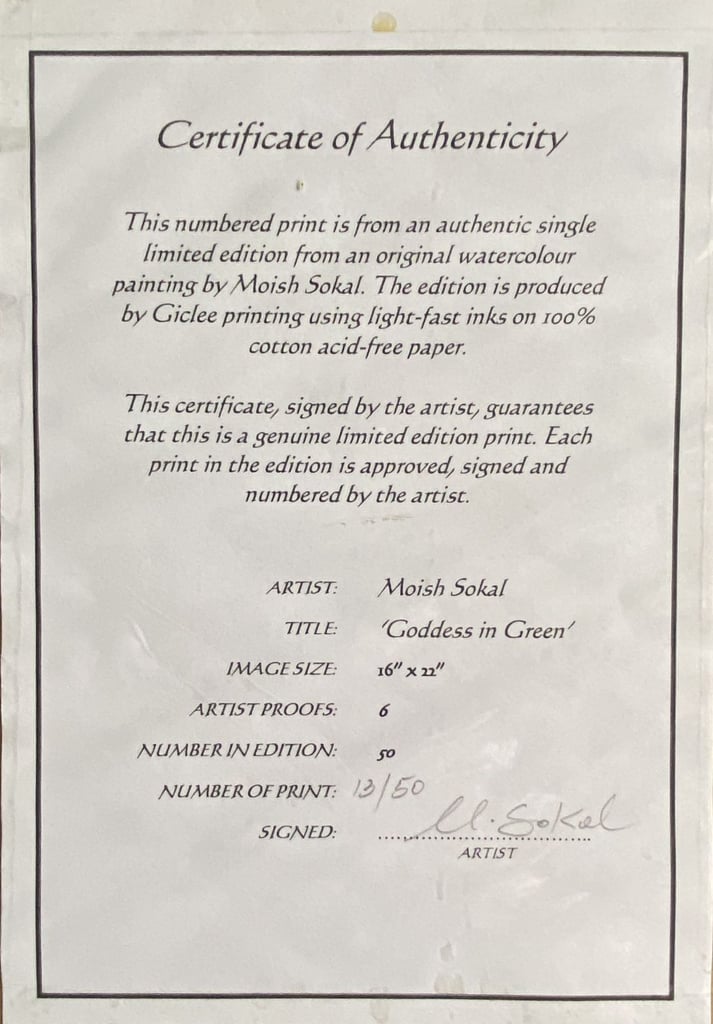 Certificate of Authenticity
This numbered print is from an authentic single
limited edition from an original watercolour
painting by Moish Sokal. The edition is produced
by Giclee printing using light-fast inks on 100%
cotton acid-free paper.
This certificate, signed by the artist, guarantees
that this is a genuine limited edition print. Each
print in the edition is approved, signed and
numbered by the artist.
ARTIST: Moish Sokal
TITLE: 'Goddess in Green'
IMAGE SIZE: 16" x 22"
ARTIST PROOFS: 6
NUMBER IN EDITION: 50
NUMBER OF PRINT: 13/50
SIGNED: M. Sokal
ARTIST